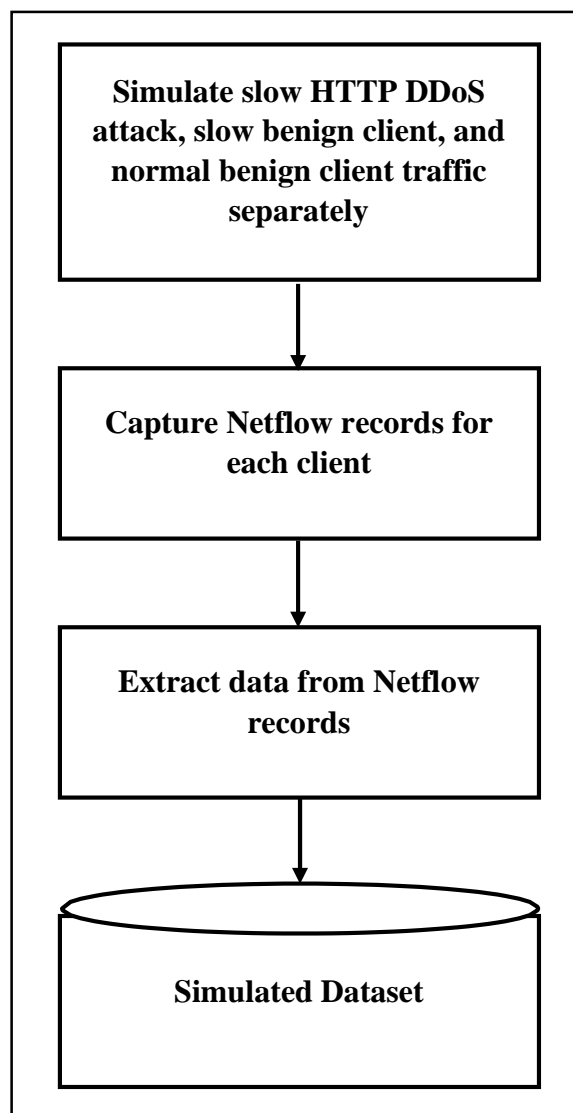 Simulate slow HTTP DDoS
attack, slow benign client, and
normal benign client traffic
separately
Capture Netflow records for
each client
Extract data from Netflow
records
Simulated Dataset